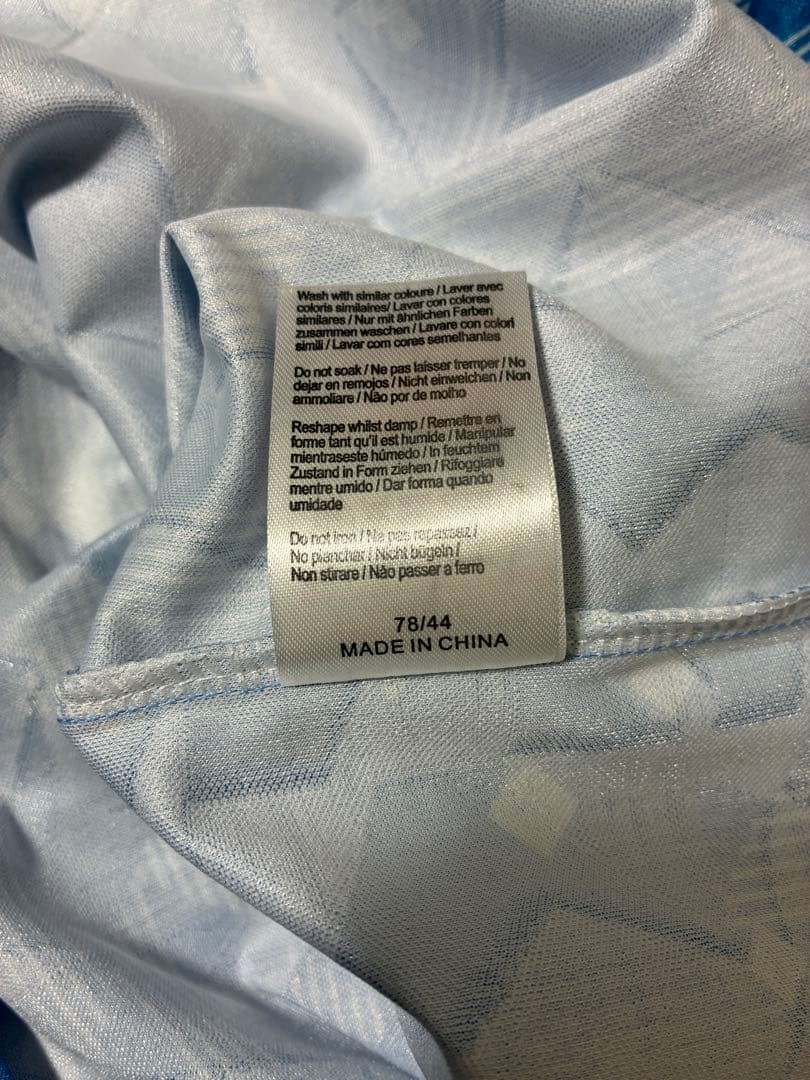 Wash with similar coloure / Laver avec
coloris similaires/ Lavar con colores
similares / Nur mit ähnlichen Farben
zusammen waschen / Lavare con colori
simili / Lavar com cores semelhantes
Do not soak / Ne pas laisser tremper / No
dejar en remojos / Nicht einweichen / Non
ammoliare / Não por de molho
Reshape whilst damp / Remettre en
forme tant qu'il est humide / Manipular
mientraseste húmedo / In feuchtem
Zustand in Form ziehen / Rifoggiare
mentre umido / Dar forma quando
umidade
Do not iron / Ne pas repassez /
No planchar / Nicht bügeln /
Non stirare / Não passer a ferro
78/44
MADE IN CHINA